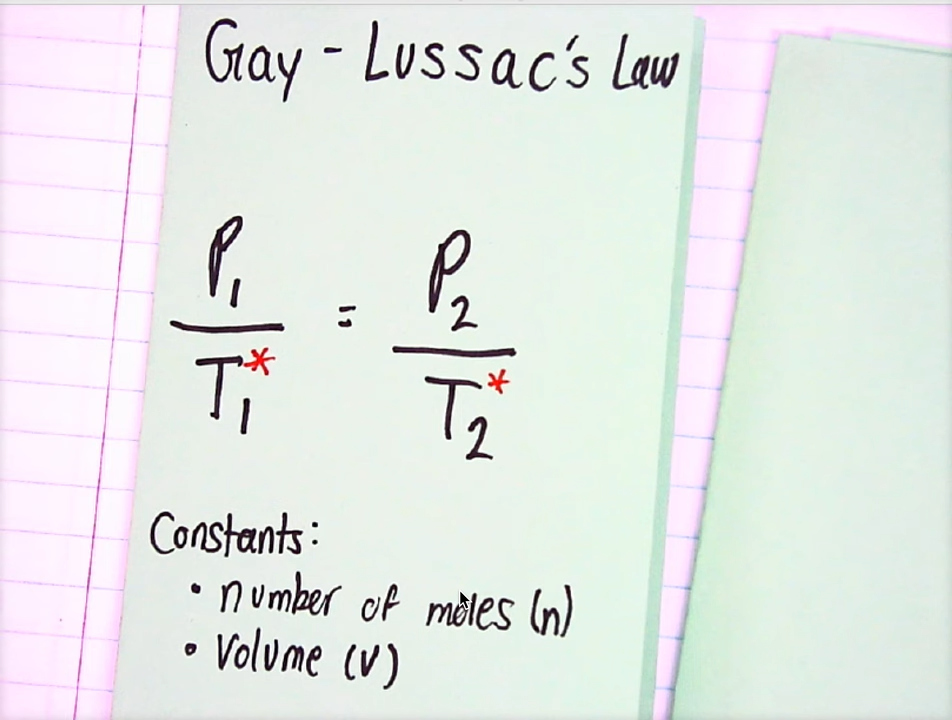 Gay - Lussac's Law
P₁ = P₂
T₁* T₂*
Constants:
• number of moles (n)
• Volume (V)